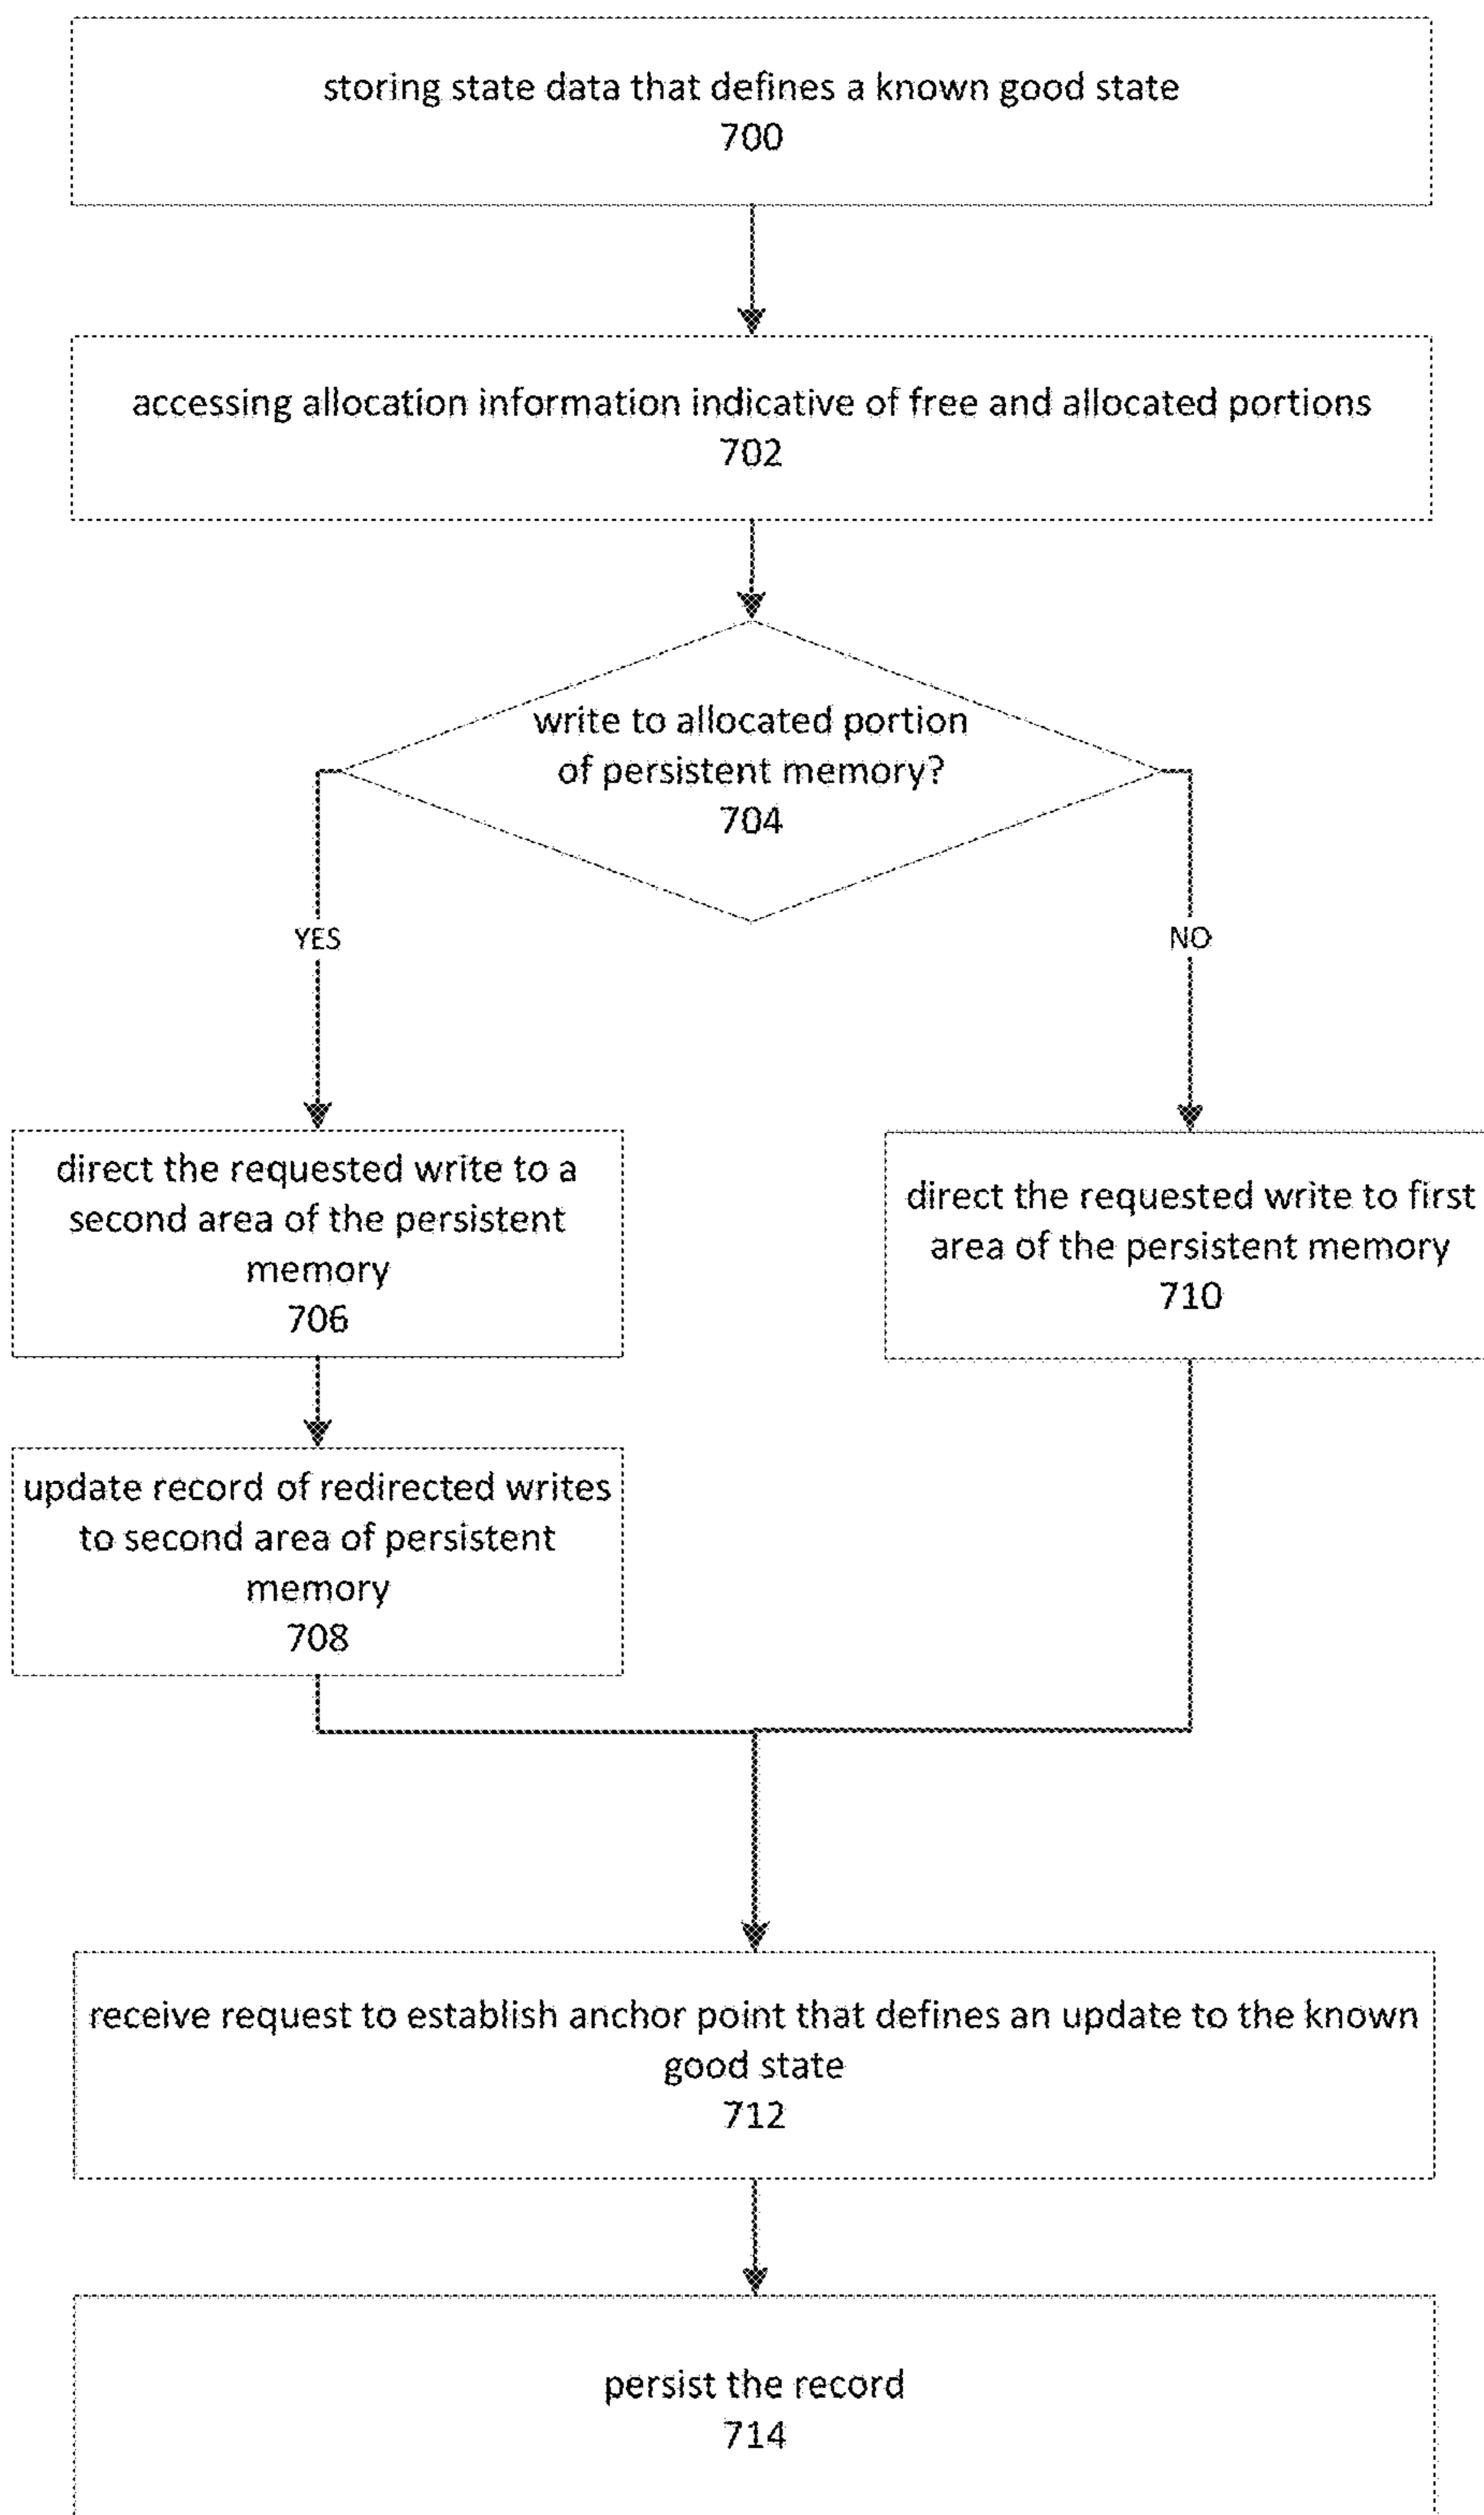 storing state data that defines a known good state
700
accessing allocation information indicative of free and allocated portions
702
write to allocated portion
of persistent memory?
704
YES
NO
direct the requested write to a
second area of the persistent
memory
706
direct the requested write to first
area of the persistent memory
710
update record of redirected writes
to second area of persistent
memory
708
receive request to establish anchor point that defines an update to the known
good state
712
persist the record
714